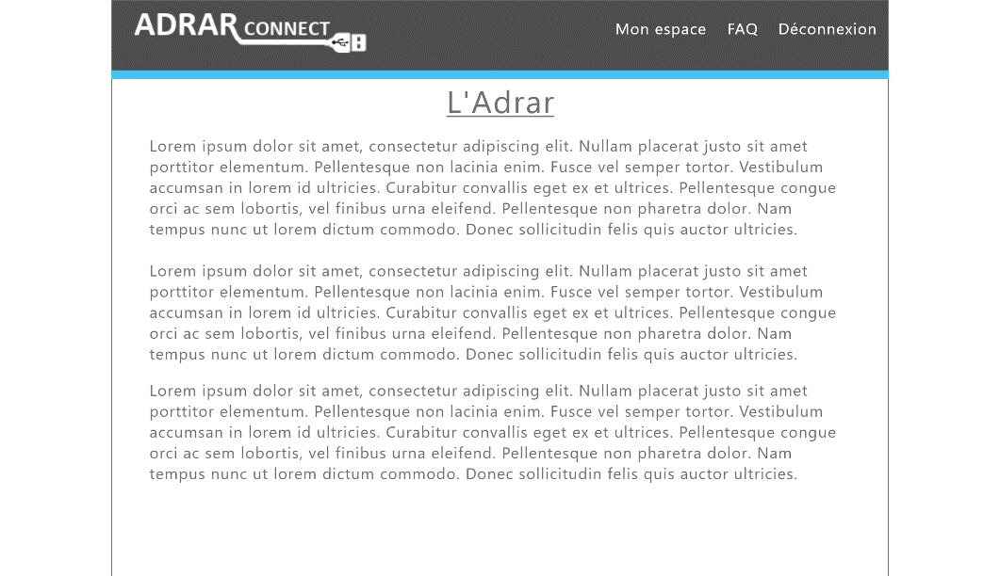 ADRAR CONNECT
Mon espace FAQ Déconnexion
L'Adrar
Lorem ipsum dolor sit amet, consectetur adipiscing elit. Nullam placerat justo sit amet
porttitor elementum. Pellentesque non lacinia enim. Fusce vel semper tortor. Vestibulum
accumsan in lorem id ultricies. Curabitur convallis eget ex et ultrices. Pellentesque congue
orci ac sem lobortis, vel finibus urna eleifend. Pellentesque non pharetra dolor. Nam
tempus nunc ut lorem dictum commodo. Donec sollicitudin felis quis auctor ultricies.
Lorem ipsum dolor sit amet, consectetur adipiscing elit. Nullam placerat justo sit amet
porttitor elementum. Pellentesque non lacinia enim. Fusce vel semper tortor. Vestibulum
accumsan in lorem id ultricies. Curabitur convallis eget ex et ultrices. Pellentesque congue
orci ac sem lobortis, vel finibus urna eleifend. Pellentesque non pharetra dolor. Nam
tempus nunc ut lorem dictum commodo. Donec sollicitudin felis quis auctor ultricies.
Lorem ipsum dolor sit amet, consectetur adipiscing elit. Nullam placerat justo sit amet
porttitor elementum. Pellentesque non lacinia enim. Fusce vel semper tortor. Vestibulum
accumsan in lorem id ultricies. Curabitur convallis eget ex et ultrices. Pellentesque congue
orci ac sem lobortis, vel finibus urna eleifend. Pellentesque non pharetra dolor. Nam
tempus nunc ut lorem dictum commodo. Donec sollicitudin felis quis auctor ultricies.